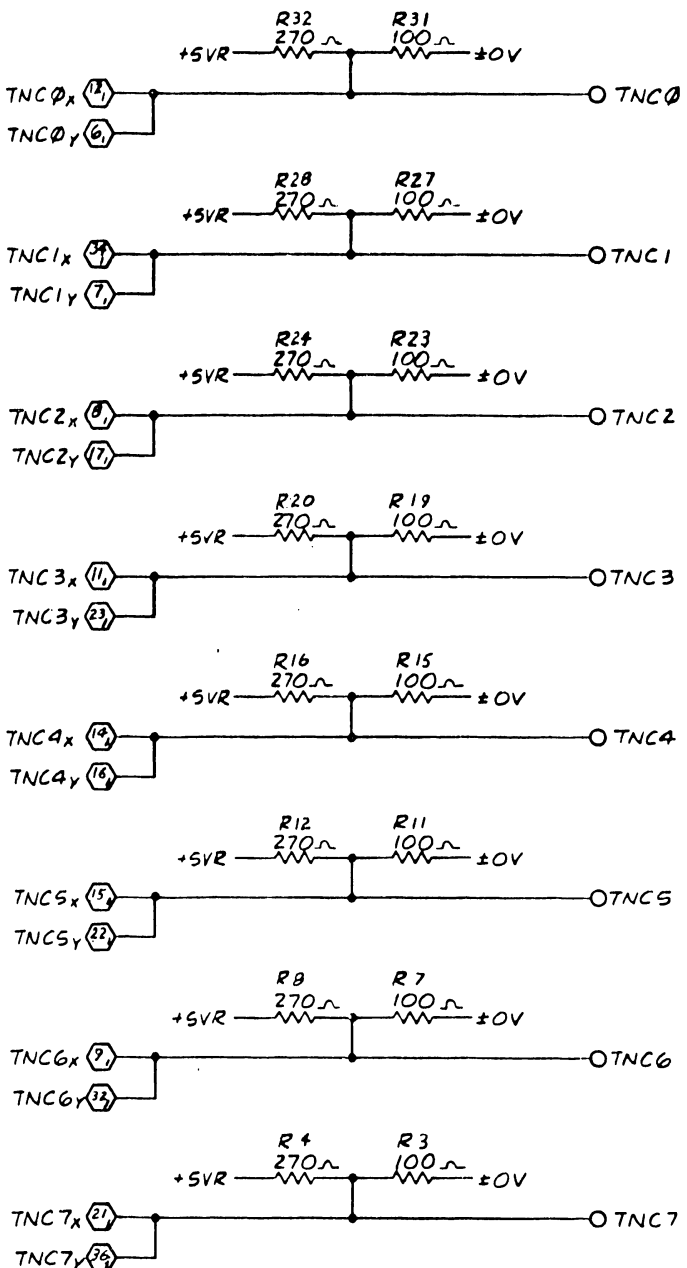 R32 R31
270 Ω 100 Ω
+5VR ±0V
TNCØX 12, TNCØ
TNCØY 6,
R28 R27
270 Ω 100 Ω
+5VR ±0V
TNC1X 34, TNC1
TNC1Y 7,
R24 R23
270 Ω 100 Ω
+5VR ±0V
TNC2X 8, TNC2
TNC2Y 17,
R20 R19
270 Ω 100 Ω
+5VR ±0V
TNC3X 11, TNC3
TNC3Y 23,
R16 R15
270 Ω 100 Ω
+5VR ±0V
TNC4X 14, TNC4
TNC4Y 16,
R12 R11
270 Ω 100 Ω
+5VR ±0V
TNC5X 15, TNC5
TNC5Y 22,
R8 R7
270 Ω 100 Ω
+5VR ±0V
TNC6X 9, TNC6
TNC6Y 32,
R4 R3
270 Ω 100 Ω
+5VR ±0V
TNC7X 21, TNC7
TNC7Y 36,